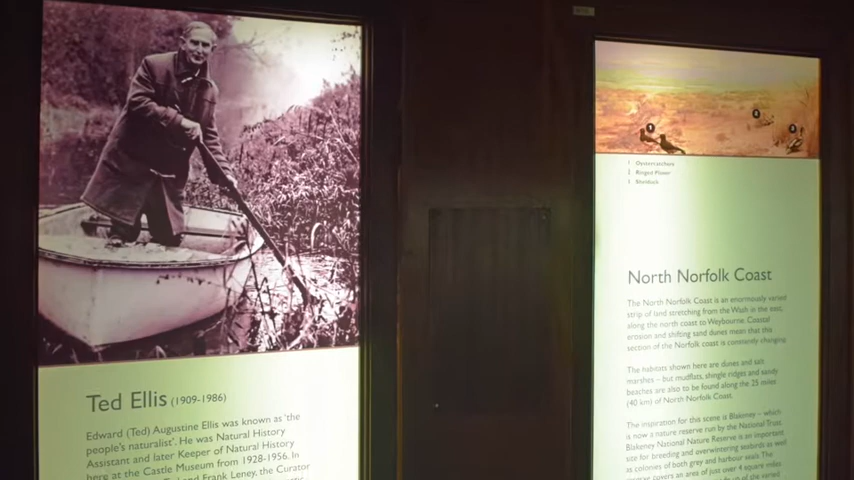 Ted Ellis (1909-1986)
Edward (Ted) Augustine Ellis was known as 'the
people's naturalist'. He was Natural History
Assistant and later Keeper of Natural History
here at the Castle Museum from 1928-1956. In
and Frank Leney, the Curator
1 Oystercatchers
2 Ringed Plover
3 Shelduck
North Norfolk Coast
The North Norfolk Coast is an enormously varied
strip of land stretching from the Wash in the west,
along the north coast to Weybourne. Coastal
erosion and shifting sand dunes mean that this
section of the Norfolk coast is constantly changing.
The habitats shown here are dunes and salt
marshes – but mudflats, shingle ridges and sandy
beaches are also to be found along the 25 miles
(40 km) of North Norfolk Coast.
The inspiration for this scene is Blakeney – which
is now a nature reserve run by the National Trust.
Blakeney National Nature Reserve is an important
site for breeding and overwintering seabirds as well
as colonies of both grey and harbour seals. The
reserve covers an area of just over 4 square miles
up of the varied